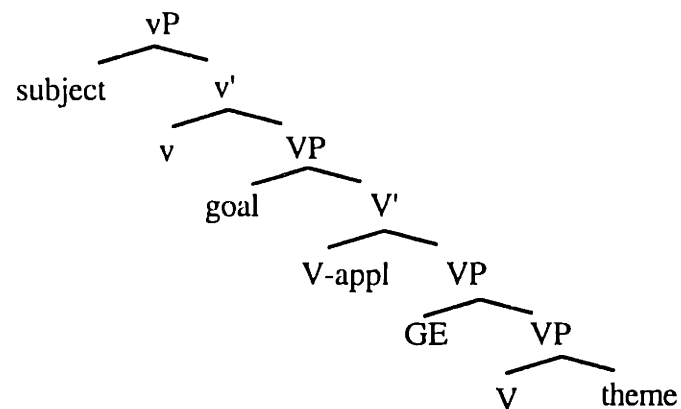 vP
subject v'
v VP
goal V'
V-appl VP
GE VP
V theme